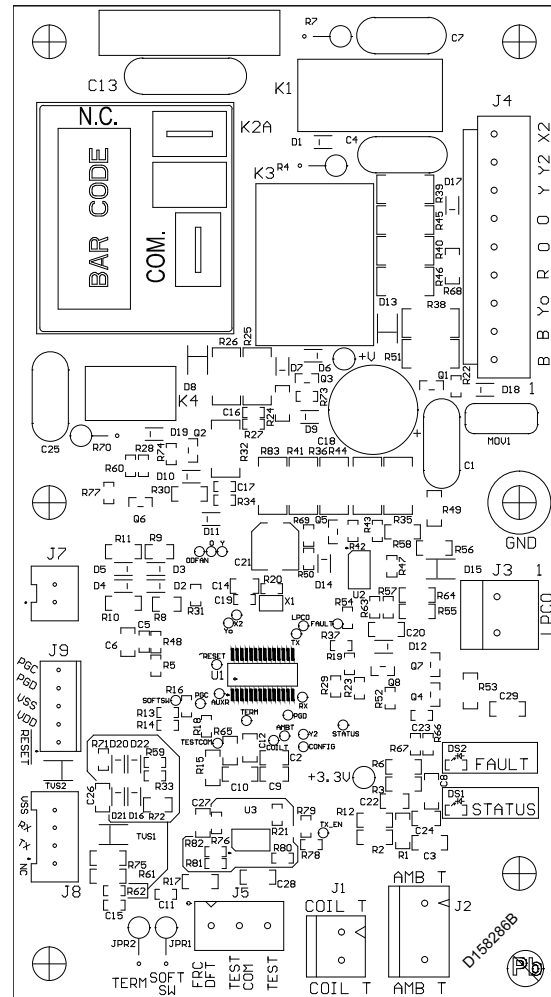 R7
C7
C13
K1
J4
N.C.
K2A
X2
D1
C4
Y2
BAR CODE
R4
K3
R39
D17
Y
R45
O
COM.
R40
O
R46
R68
R
D13
R38
Yo
R26
R25
+V
R51
B
D8
D7
D6
Q3
Q1
R22
B
K4
C16
R24
R73
D18
1
R27
D9
C18
+
MOV1
C25
R70
D19
Q2
R28
R74
R32
R83
R41
R36
R44
C1
R60
D10
C17
R77
R30
R34
R49
Q6
D11
R69
Q5
R43
R35
GND
O
Y
R58
R56
J7
R11
R9
ODFAN
C21
R42
D5
D3
R50
D14
R47
D15
J3
1
D4
D2
C14
R20
U2
R64
R10
R8
R31
C19
X1
R54
R63
R57
R55
LPCO
X2
LPCO
FAULT
C6
C5
R48
Yo
TX
C20
J9
R37
D12
R5
RESET
U1
R19
Q7
PGC
Q8
PGD
R16
SOFTSW
PGC
AUXR
RX
R29
R23
R52
Q4
R53
C29
VSS
R13
TERM
PGD
VDD
R14
R18
AMBT
Y2
STATUS
C23
RESET
R71
D20
D22
TESTCOM
R65
C12
COILT
CONFIG
R67
R66
DS2
FAULT
R59
R15
C2
+3.3V
R6
TVS2
R33
C10
C9
R3
C8
DS1
STATUS
C26
C22
VSS
D21
D16
R72
C27
U3
R79
R12
C24
RX
TVS1
R76
R21
TX_EN
TX
R82
R2
R1
C3
R75
R81
R80
R78
NC
R61
R17
J5
J1
AMB T
J8
R62
C28
COIL T
J2
C15
C11
JPR2
JPR1
D158286B
TERM
SOFT
SW
FRC
DFT
TEST
COM
TEST
COIL T
AMB T
Pb